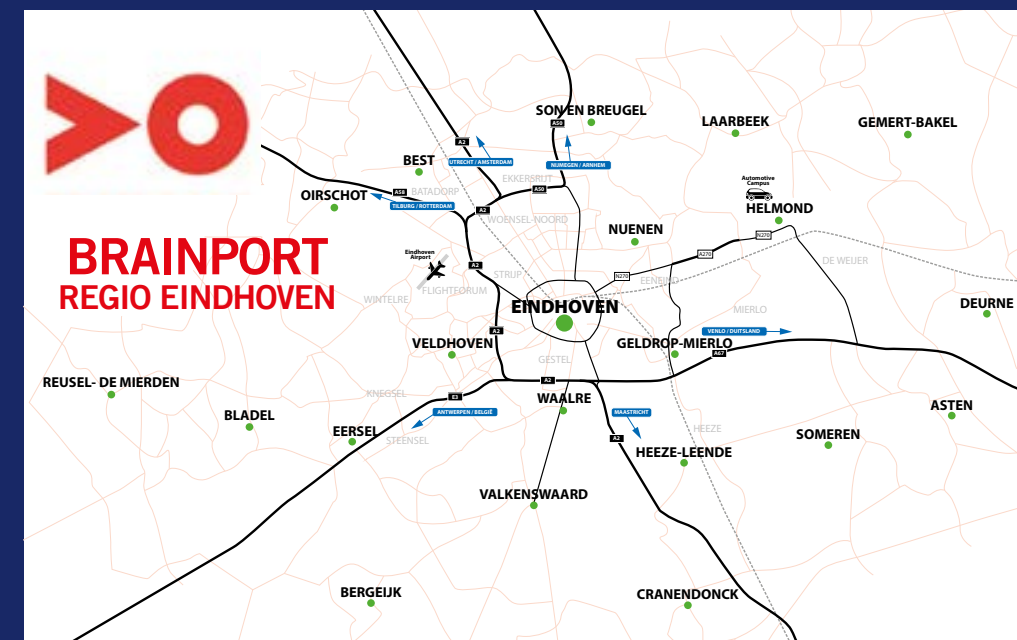 SON EN BREUGEL
LAARBEEK
GEMERT-BAKEL
A50
A2
UTRECHT / AMSTERDAM
NIJMEGEN / ARNHEM
BEST
EKKERSRIJT
Automotive
Campus
OIRSCHOT
A58
BATADORP
A50
TILBURG / ROTTERDAM
A2
WOENSEL-NOORD
HELMOND
NUENEN
N270
BRAINPORT
REGIO EINDHOVEN
Eindhoven
Airport
A2
STRIJP
A270
N270
EENEIND
DE WEIJER
FLIGHTFORUM
WINTELRE
EINDHOVEN
MIERLO
DEURNE
A2
VENLO / DUITSLAND
VELDHOVEN
GELDROP-MIERLO
A67
GESTEL
REUSEL- DE MIERDEN
A2
KNEGSEL
E3
WAALRE
ANTWERPEN / BELGIË
MAASTRICHT
ASTEN
BLADEL
EERSEL
STEENSEL
A2
HEEZE
SOMEREN
HEEZE-LEENDE
VALKENSWAARD
BERGEIJK
CRANENDONCK